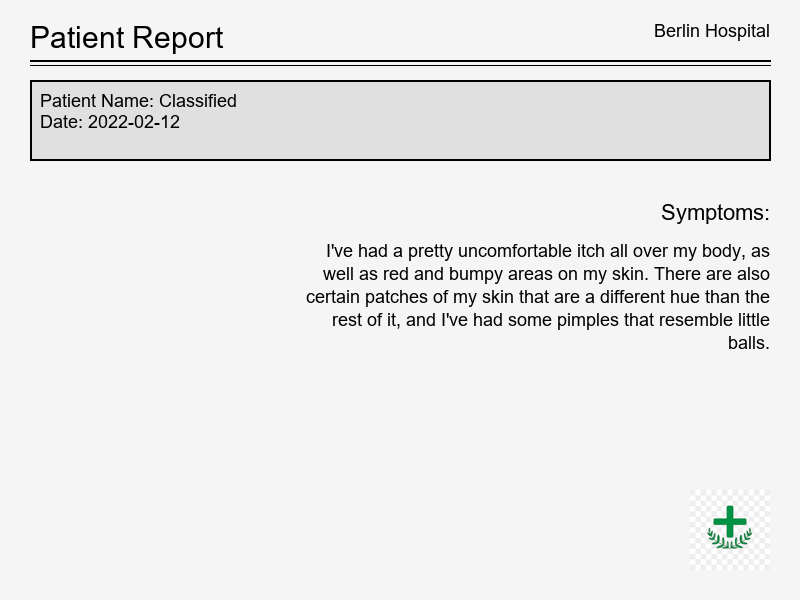 Patient Report
Berlin Hospital
Patient Name: Classified
Date: 2022-02-12
Symptoms:
I've had a pretty uncomfortable itch all over my body, as
well as red and bumpy areas on my skin. There are also
certain patches of my skin that are a different hue than the
rest of it, and I've had some pimples that resemble little
balls.